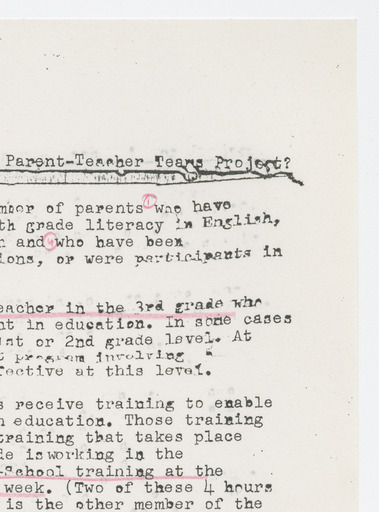 Parent-Teacher Teams Project?
mber of parents who have
th grade literacy in English,
and who have been
ions, or were participants in
eacher in the 3rd grade who
nt in education. In some cases
1st or 2nd grade level. At
program involving a
fective at this level.
s receive training to enable
n education. Those training
training that takes place
de is working in the
-School training at the
week. (Two of these 4 hours
is the other member of the